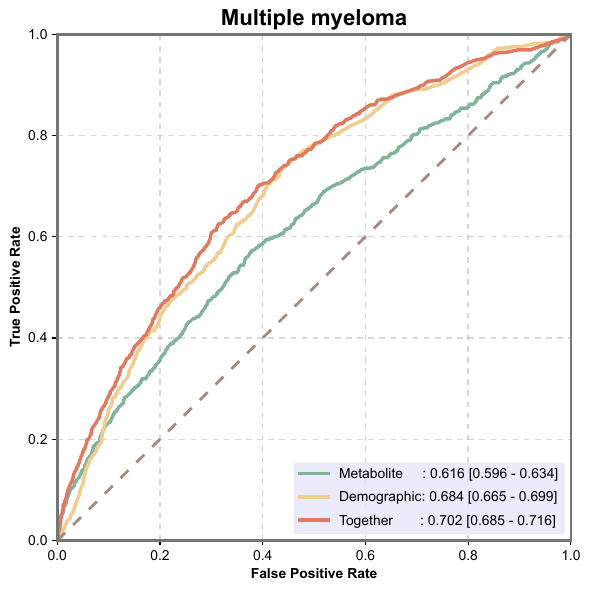 Multiple myeloma
True Positive Rate
1.0
0.8
0.6
0.4
0.2
0.0
Metabolite : 0.616 [0.596 - 0.634]
Demographic: 0.684 [0.665 - 0.699]
Together : 0.702 [0.685 - 0.716]
0.0 0.2 0.4 0.6 0.8 1.0
False Positive Rate